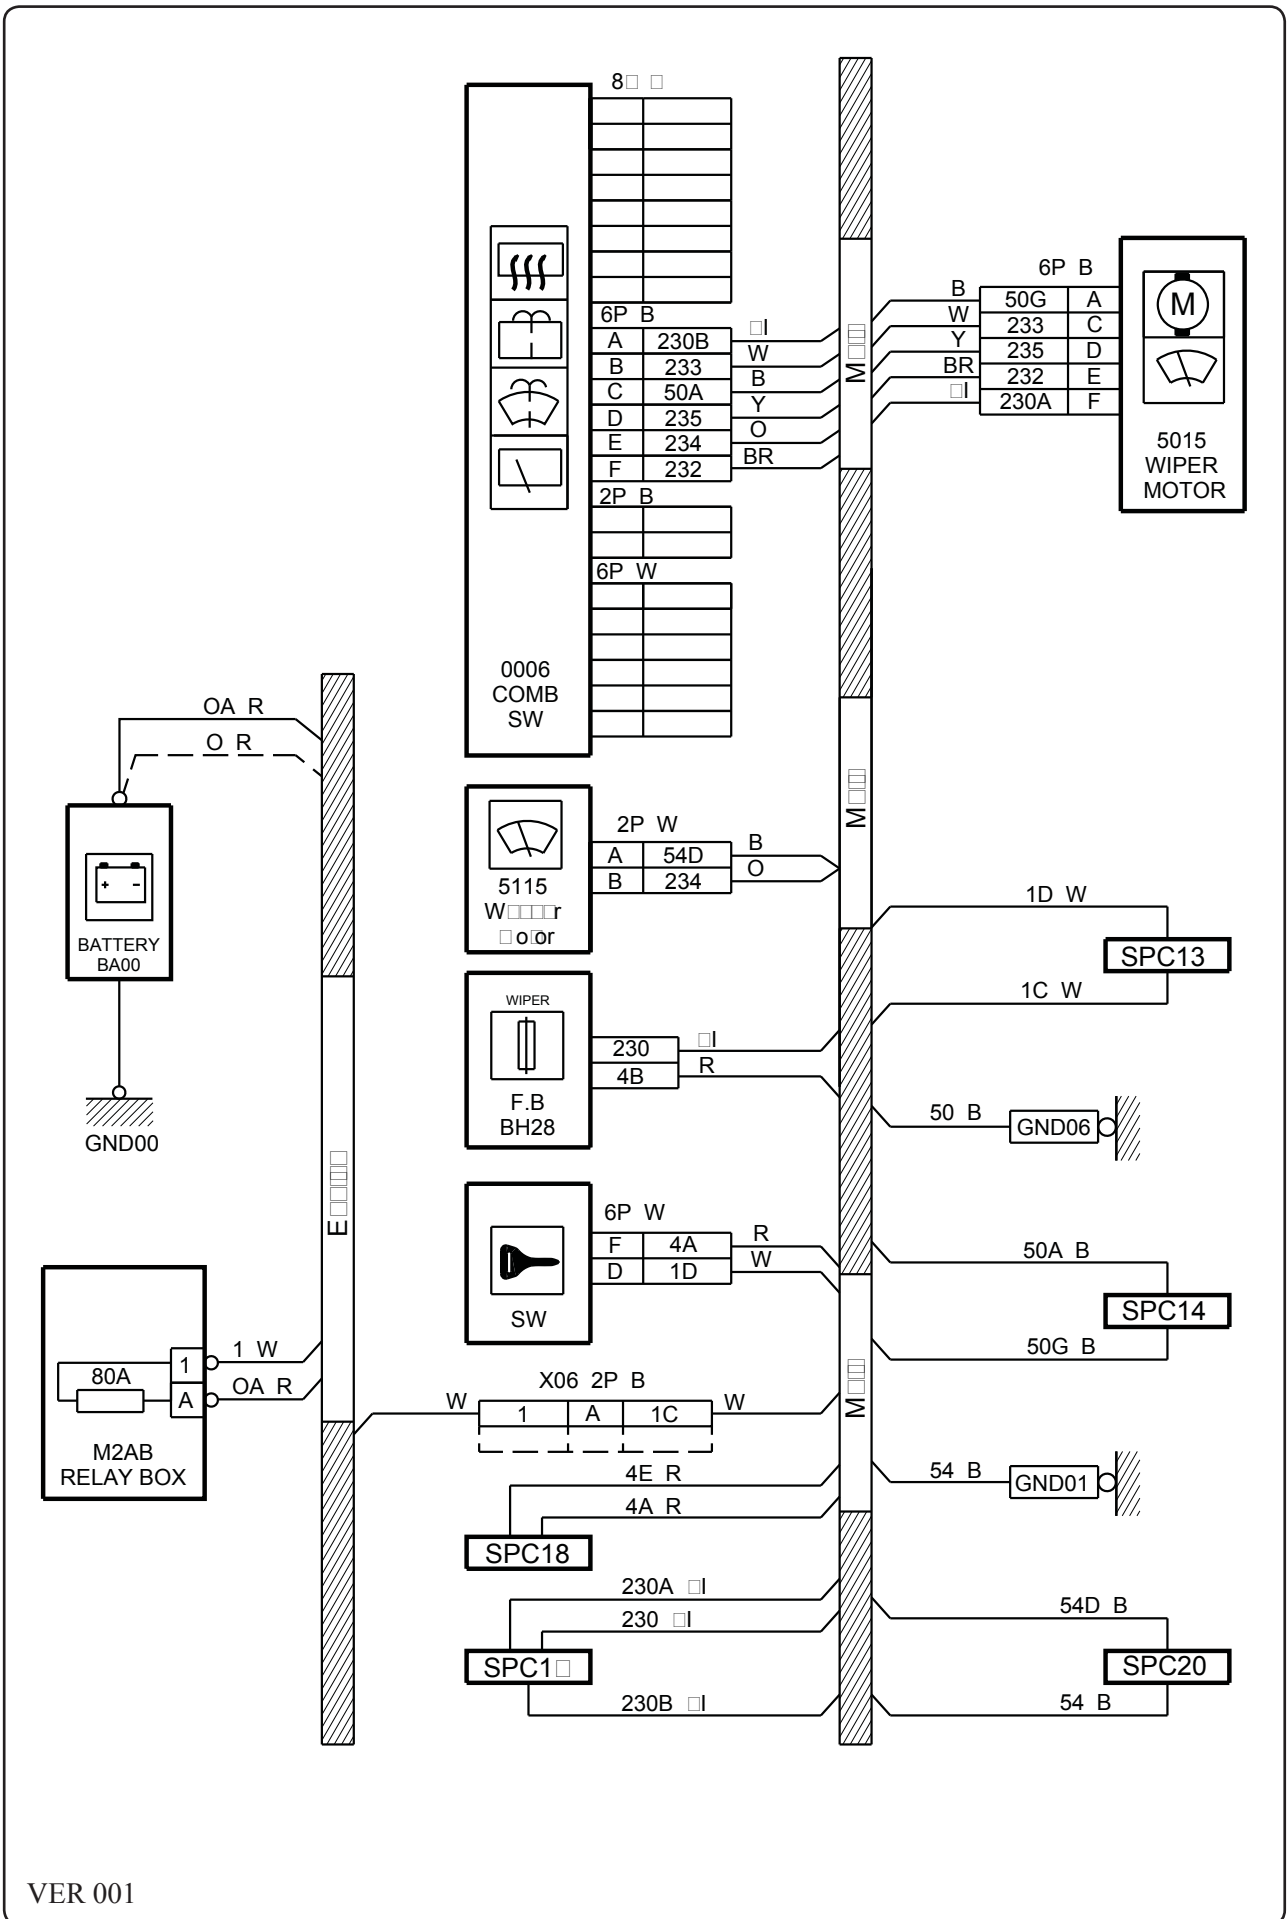 6P B
A 230B
W
B 233
B
C 50A
Y
D 235
O
E 234
BR
F 232
2P B
6P W
0006
COMB
SW
6P B
B 50G A
W 233 C
Y 235 D
BR 232 E
230A F
M
5015
WIPER
MOTOR
OA R
O R
+ -
BATTERY
BA00
GND00
2P W
A 54D B
B 234 O
5115
1D W
SPC13
1C W
WIPER
230
4B R
F.B
BH28
50 B GND06
6P W
F 4A R
D 1D W
SW
50A B
SPC14
50G B
1 1 W
80A
A OA R
M2AB
RELAY BOX
X06 2P B
W 1 A 1C W
4E R
4A R
SPC18
54 B GND01
230A
230
230B
54D B
SPC20
54 B
VER 001